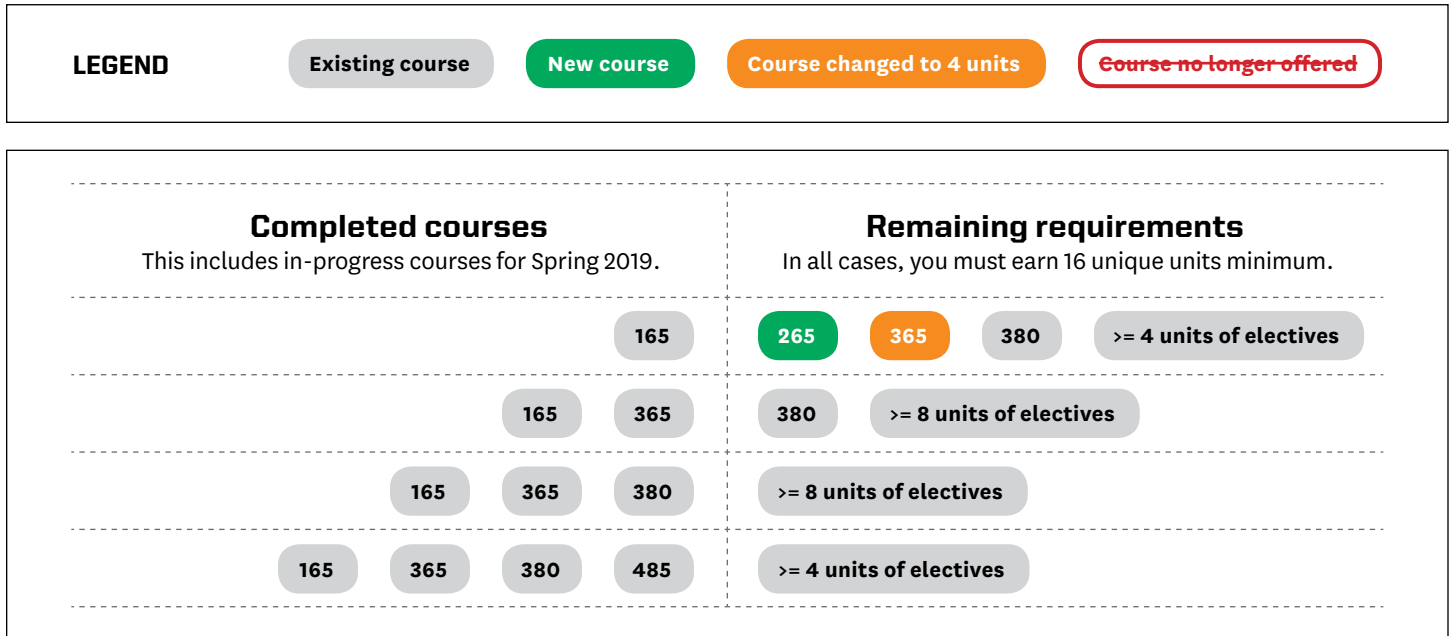 LEGEND Existing course New course Course changed to 4 units Course no longer offered
Completed courses Remaining requirements
This includes in-progress courses for Spring 2019. In all cases, you must earn 16 unique units minimum.
165 265 365 380 >= 4 units of electives
165 365 380 >= 8 units of electives
165 365 380 >= 8 units of electives
165 365 380 485 >= 4 units of electives